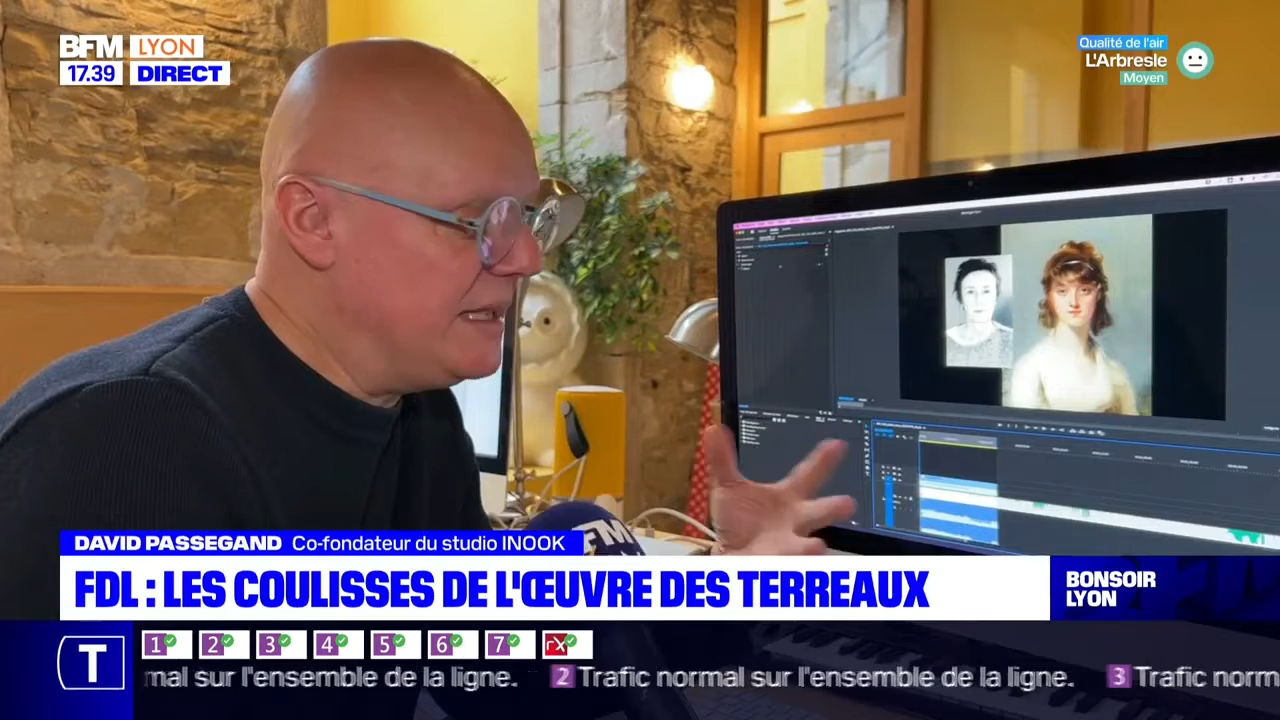 BFM LYON
17.39 DIRECT
Qualité de l'air
L'Arbresle
Moyen
BFM
DAVID PASSEGAND Co-fondateur du studio INOOK
FDL : LES COULISSES DE L'ŒUVRE DES TERREAUX
BONSOIR
LYON
T
1 2 3 4 5 6 7 rX
mal sur l'ensemble de la ligne. 2 Trafic normal sur l'ensemble de la ligne. 3 Trafic norm